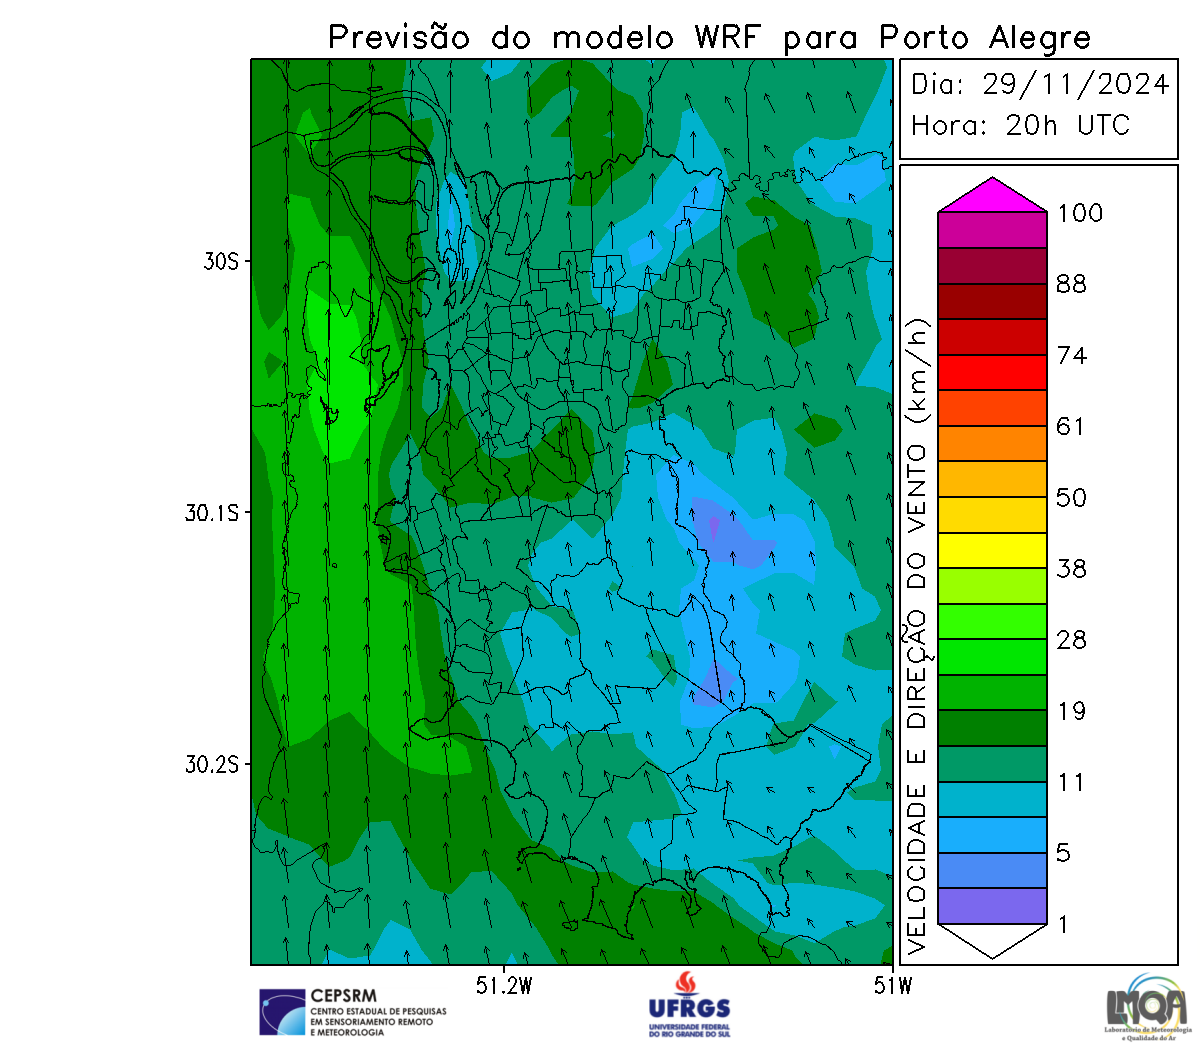 Previsão do modelo WRF para Porto Alegre
Dia: 29/11/2024
Hora: 20h UTC
30S
30.1S
30.2S
51.2W
51W
VELOCIDADE E DIREÇÃO DO VENTO (km/h)
100
88
74
61
50
38
28
19
11
5
1
CEPSRM
CENTRO ESTADUAL DE PESQUISAS
EM SENSORIAMENTO REMOTO
E METEOROLOGIA
UFRGS
UNIVERSIDADE FEDERAL
DO RIO GRANDE DO SUL
LMQA
Laboratório de Meteorologia
e Qualidade do Ar